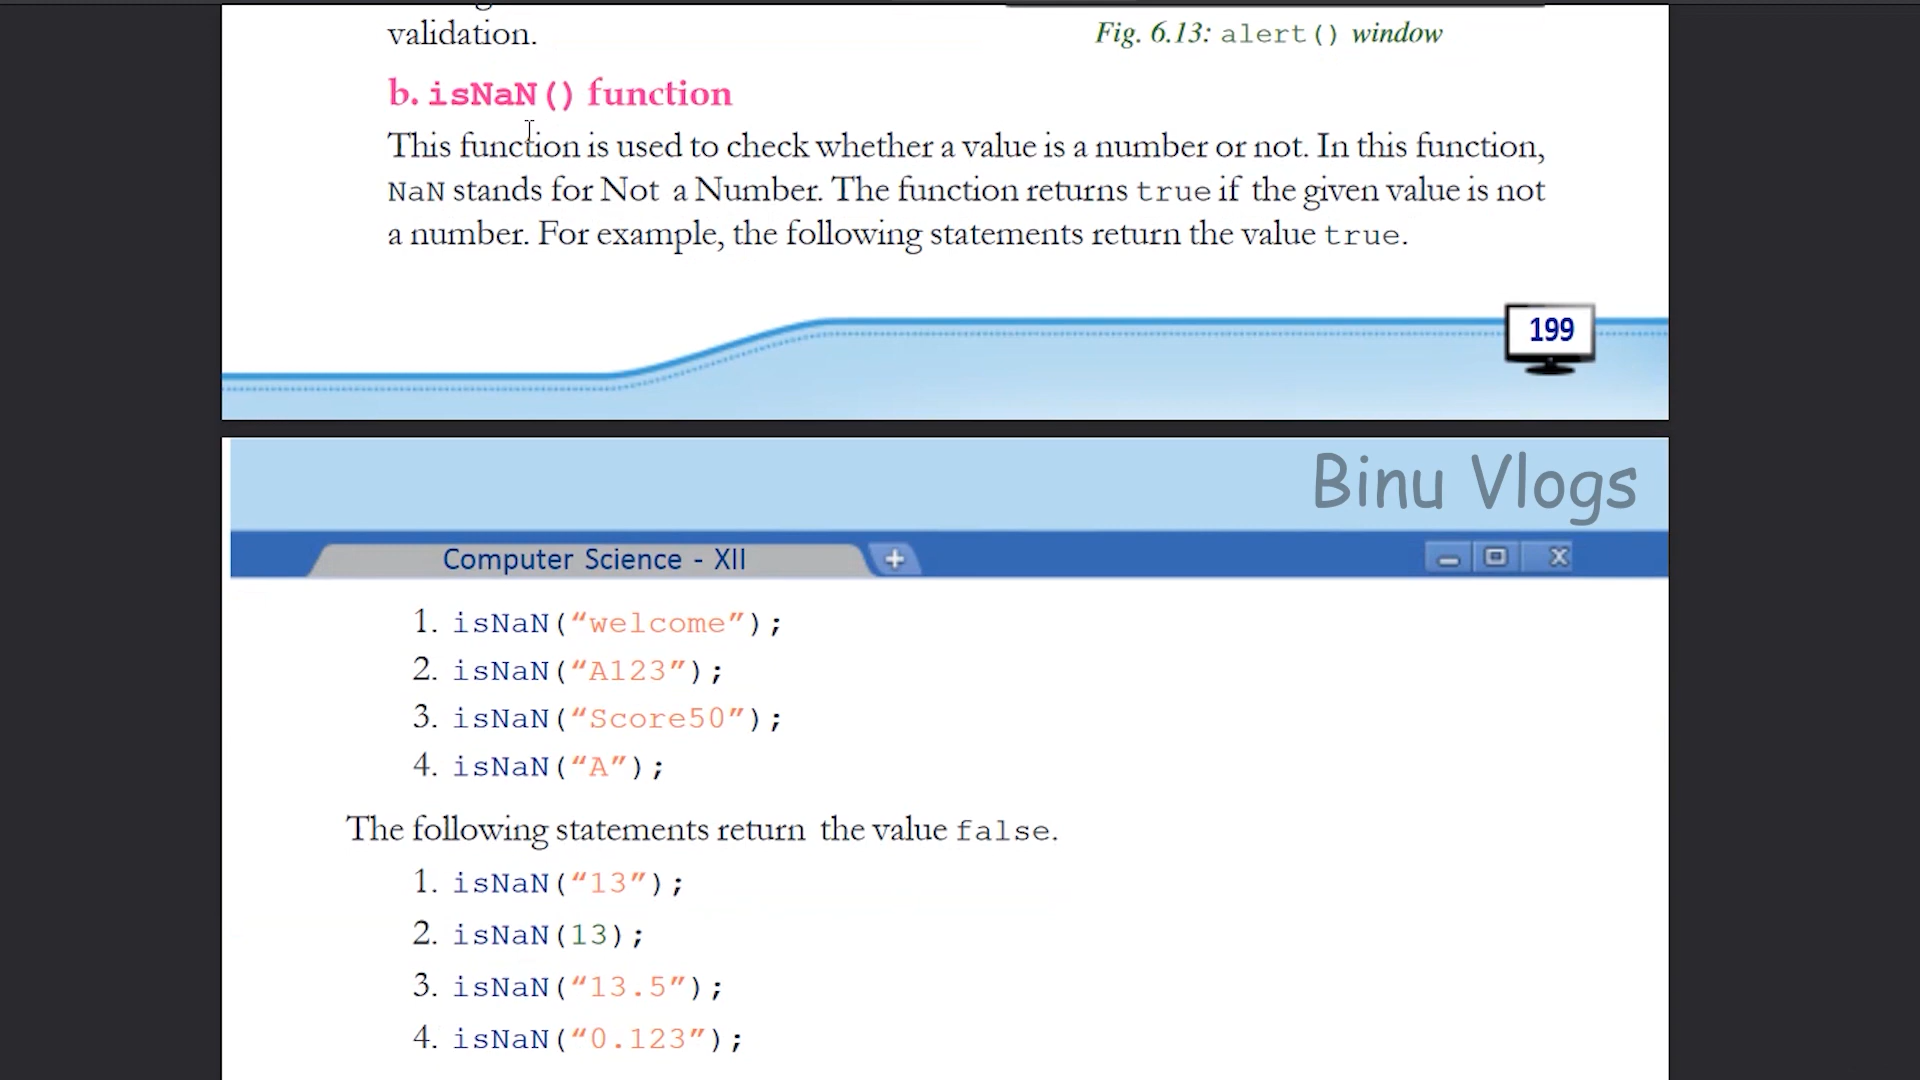 validation.
Fig. 6.13: alert() window
b. isNaN() function
This function is used to check whether a value is a number or not. In this function,
NaN stands for Not a Number. The function returns true if the given value is not
a number. For example, the following statements return the value true.
199
Binu Vlogs
Computer Science - XII
1. isNaN(“welcome”);
2. isNaN(“A123”);
3. isNaN(“Score50”);
4. isNaN(“A”);
The following statements return the value false.
1. isNaN(“13”);
2. isNaN(13);
3. isNaN(“13.5”);
4. isNaN(“0.123”);